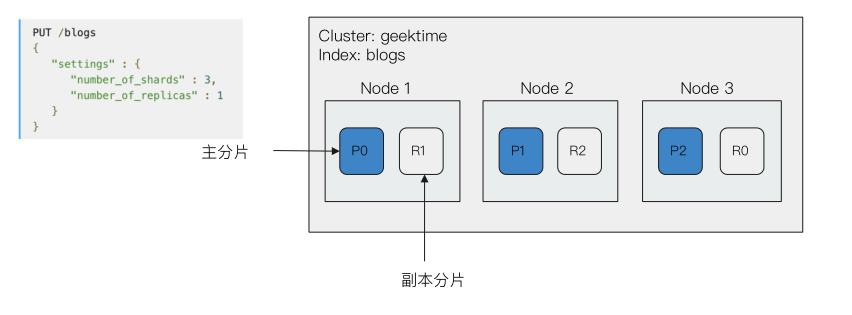 PUT /blogs
{
"settings" : {
"number_of_shards" : 3,
"number_of_replicas" : 1
}
}
Cluster: geektime
Index: blogs
Node 1
Node 2
Node 3
P0
R1
P1
R2
P2
R0
主分片
副本分片